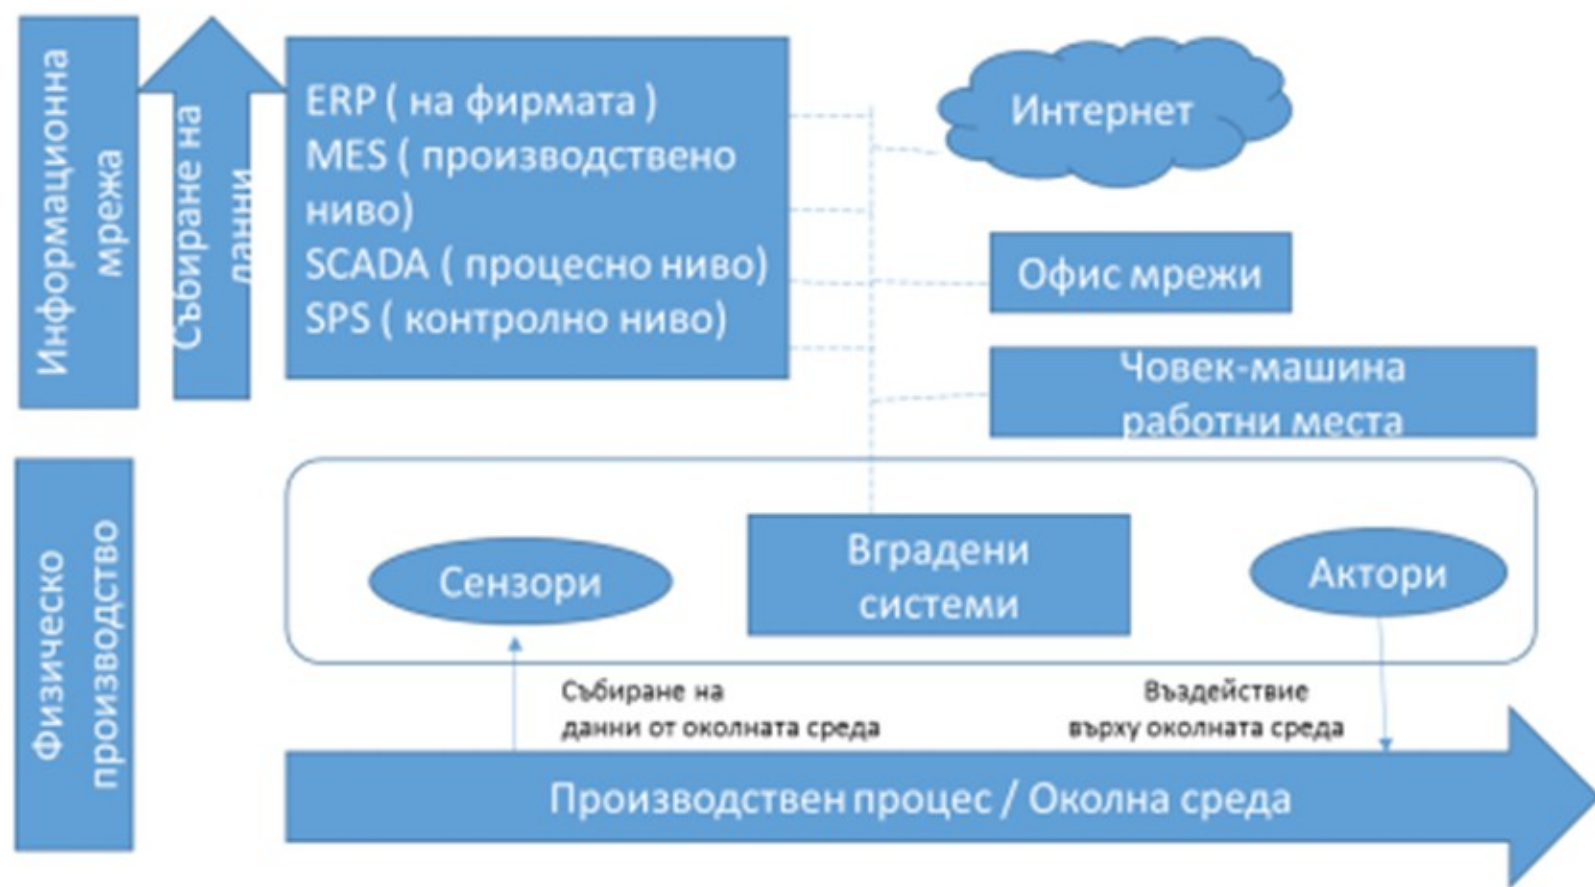 Информационна
мрежа
Събиране на
данни
ERP ( на фирмата )
MES ( производствено
ниво)
SCADA ( процесно ниво)
SPS ( контролно ниво)
Интернет
Офис мрежи
Човек-машина
работни места
Физическо
производство
Сензори
Вградени
системи
Актори
Събиране на
данни от околната среда
Въздействие
върху околната среда
Производствен процес / Околна среда